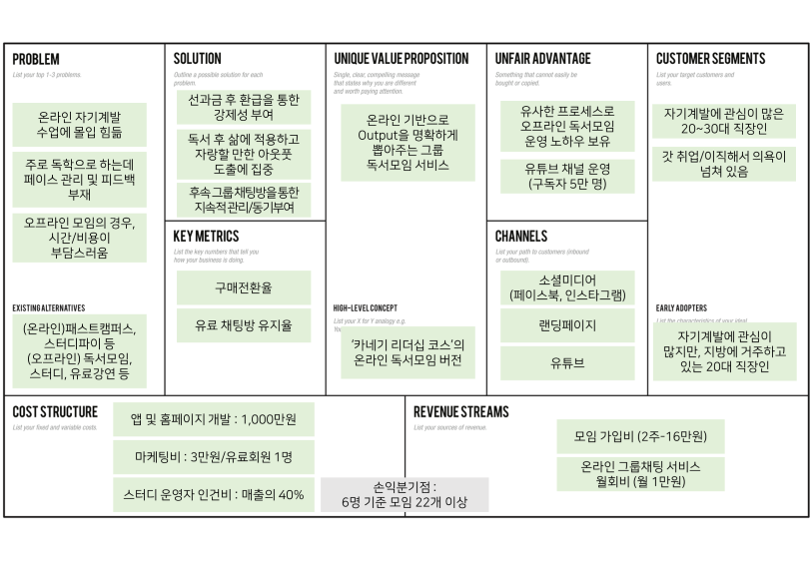 PROBLEM
List your top 1-3 problems.
온라인 자기계발
수업에 몰입 힘듦
주로 독학으로 하는데
페이스 관리 및 피드백
부재
오프라인 모임의 경우,
시간/비용이
부담스러움
EXISTING ALTERNATIVES
(온라인)패스트캠퍼스,
스터디파이 등
(오프라인) 독서모임,
스터디, 유료강연 등
SOLUTION
Outline a possible solution for each
problem.
선과금 후 환급을 통한
강제성 부여
독서 후 삶에 적용하고
자랑할 만한 아웃풋
도출에 집중
후속 그룹채팅방을통한
지속적관리/동기부여
KEY METRICS
List the key numbers that tell you
how your business is doing.
구매전환율
유료 채팅방 유지율
UNIQUE VALUE PROPOSITION
Single, clear, compelling message
that states why you are different
and worth paying attention.
온라인 기반으로
Output을 명확하게
뽑아주는 그룹
독서모임 서비스
HIGH-LEVEL CONCEPT
List your X for Y analogy e.g.
'카네기 리더십 코스'의
온라인 독서모임 버전
UNFAIR ADVANTAGE
Something that cannot easily be
bought or copied.
유사한 프로세스로
오프라인 독서모임
운영 노하우 보유
유튜브 채널 운영
(구독자 5만 명)
CHANNELS
List your path to customers (inbound
or outbound).
소셜미디어
(페이스북, 인스타그램)
랜딩페이지
유튜브
CUSTOMER SEGMENTS
List your target customers and
users.
자기계발에 관심이 많은
20~30대 직장인
갓 취업/이직해서 의욕이
넘쳐 있음
EARLY ADOPTERS
List the characteristics of your ideal
자기계발에 관심이
많지만, 지방에 거주하고
있는 20대 직장인
COST STRUCTURE
List your fixed and variable costs.
앱 및 홈페이지 개발 : 1,000만원
마케팅비 : 3만원/유료회원 1명
스터디 운영자 인건비 : 매출의 40%
손익분기점 :
6명 기준 모임 22개 이상
REVENUE STREAMS
List your sources of revenue.
모임 가입비 (2주-16만원)
온라인 그룹채팅 서비스
월회비 (월 1만원)